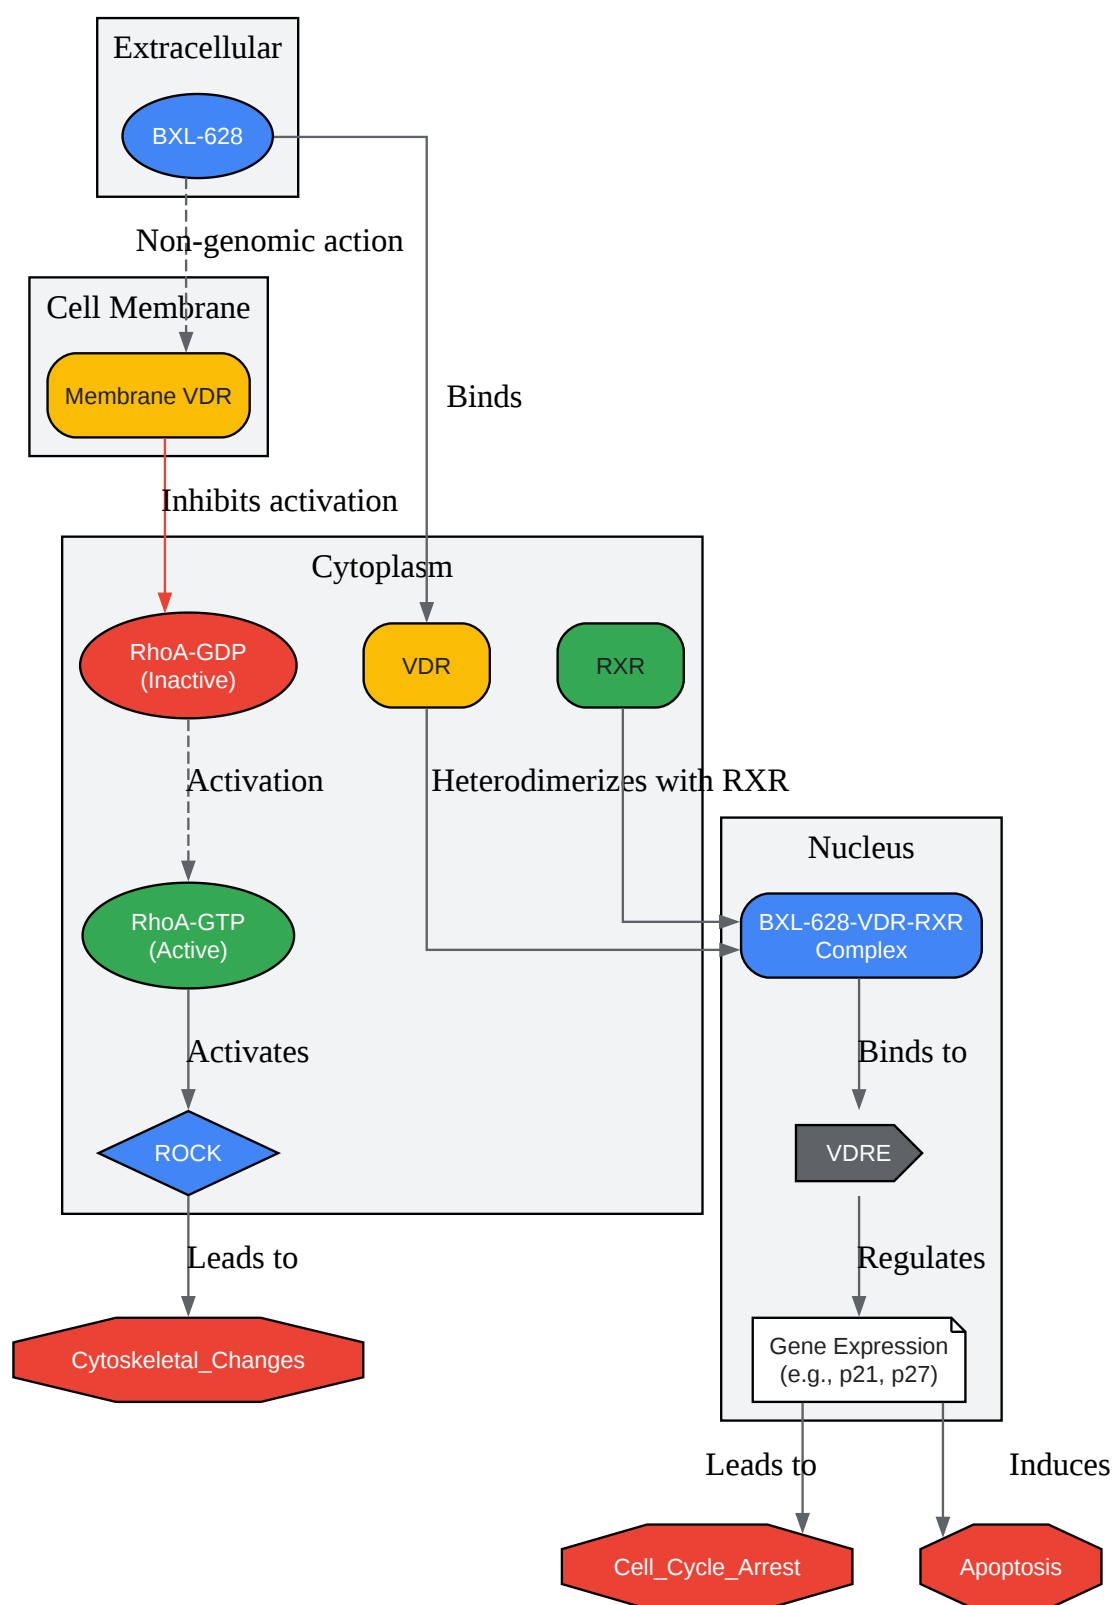 Extracellular
BXL-628
Non-genomic action
Cell Membrane
Membrane VDR
Binds
Inhibits activation
Cytoplasm
RhoA-GDP
(Inactive)
VDR
RXR
Activation
Heterodimerizes with RXR
Nucleus
RhoA-GTP
(Active)
BXL-628-VDR-RXR
Complex
Activates
Binds to
ROCK
VDRE
Leads to
Regulates
Cytoskeletal_Changes
Gene Expression
(e.g., p21, p27)
Leads to
Induces
Cell_Cycle_Arrest
Apoptosis